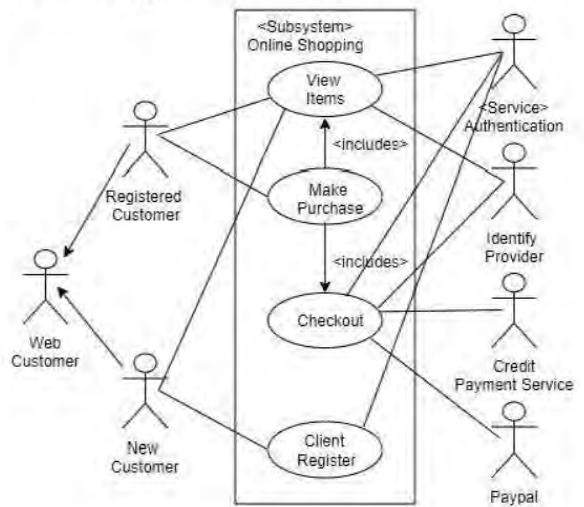 <Subsystem>
Online Shopping
View
Items
<Service>
Authentication
<includes>
Registered
Customer
Make
Purchase
Identify
Provider
<includes>
Checkout
Web
Customer
Credit
Payment Service
New
Customer
Client
Register
Paypal